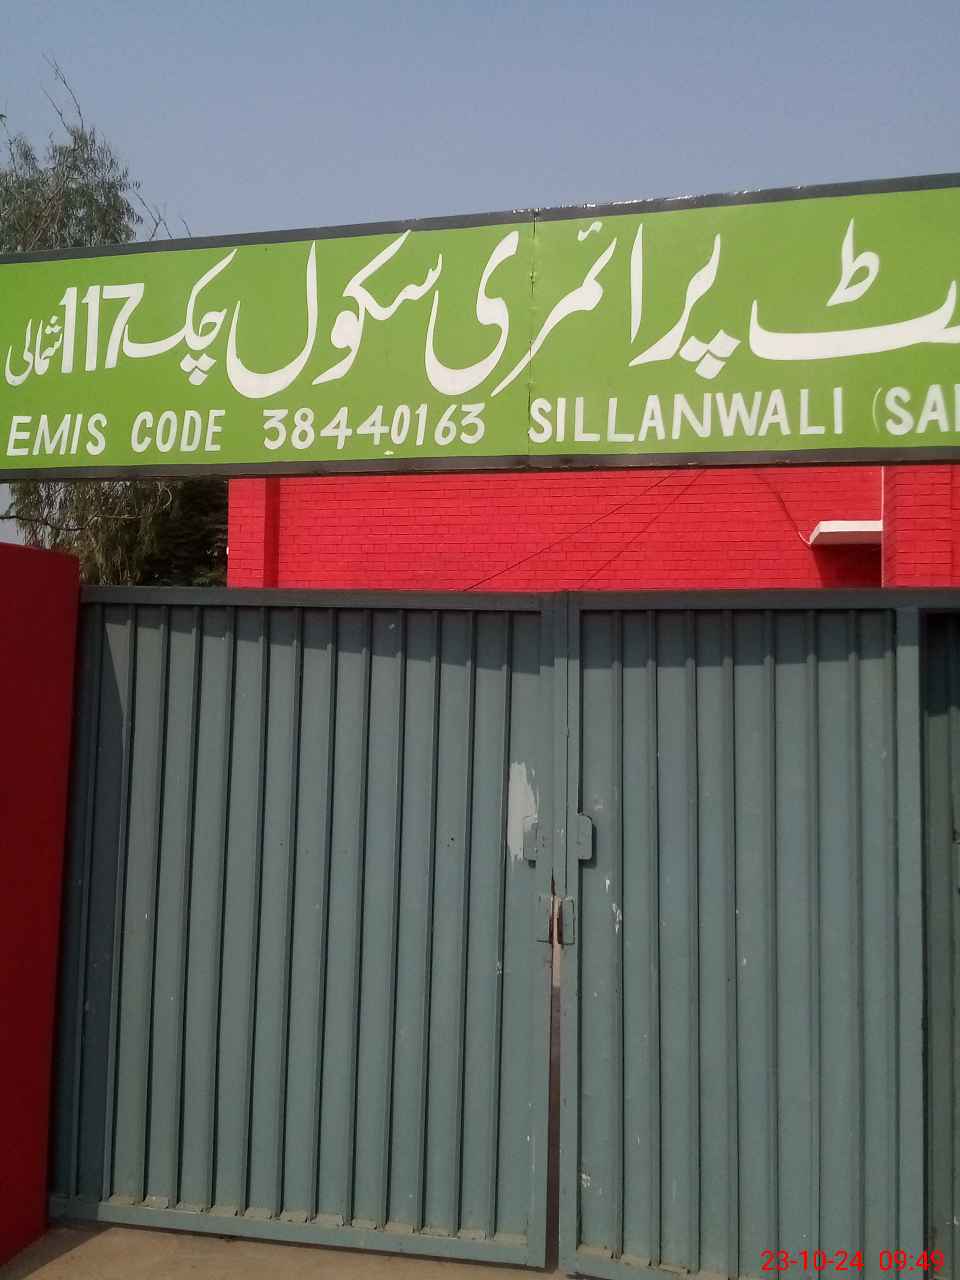 پرائمری سکول چک 117 شمالی
EMIS CODE 38440163 SILLANWALI
23-10-24 09:49